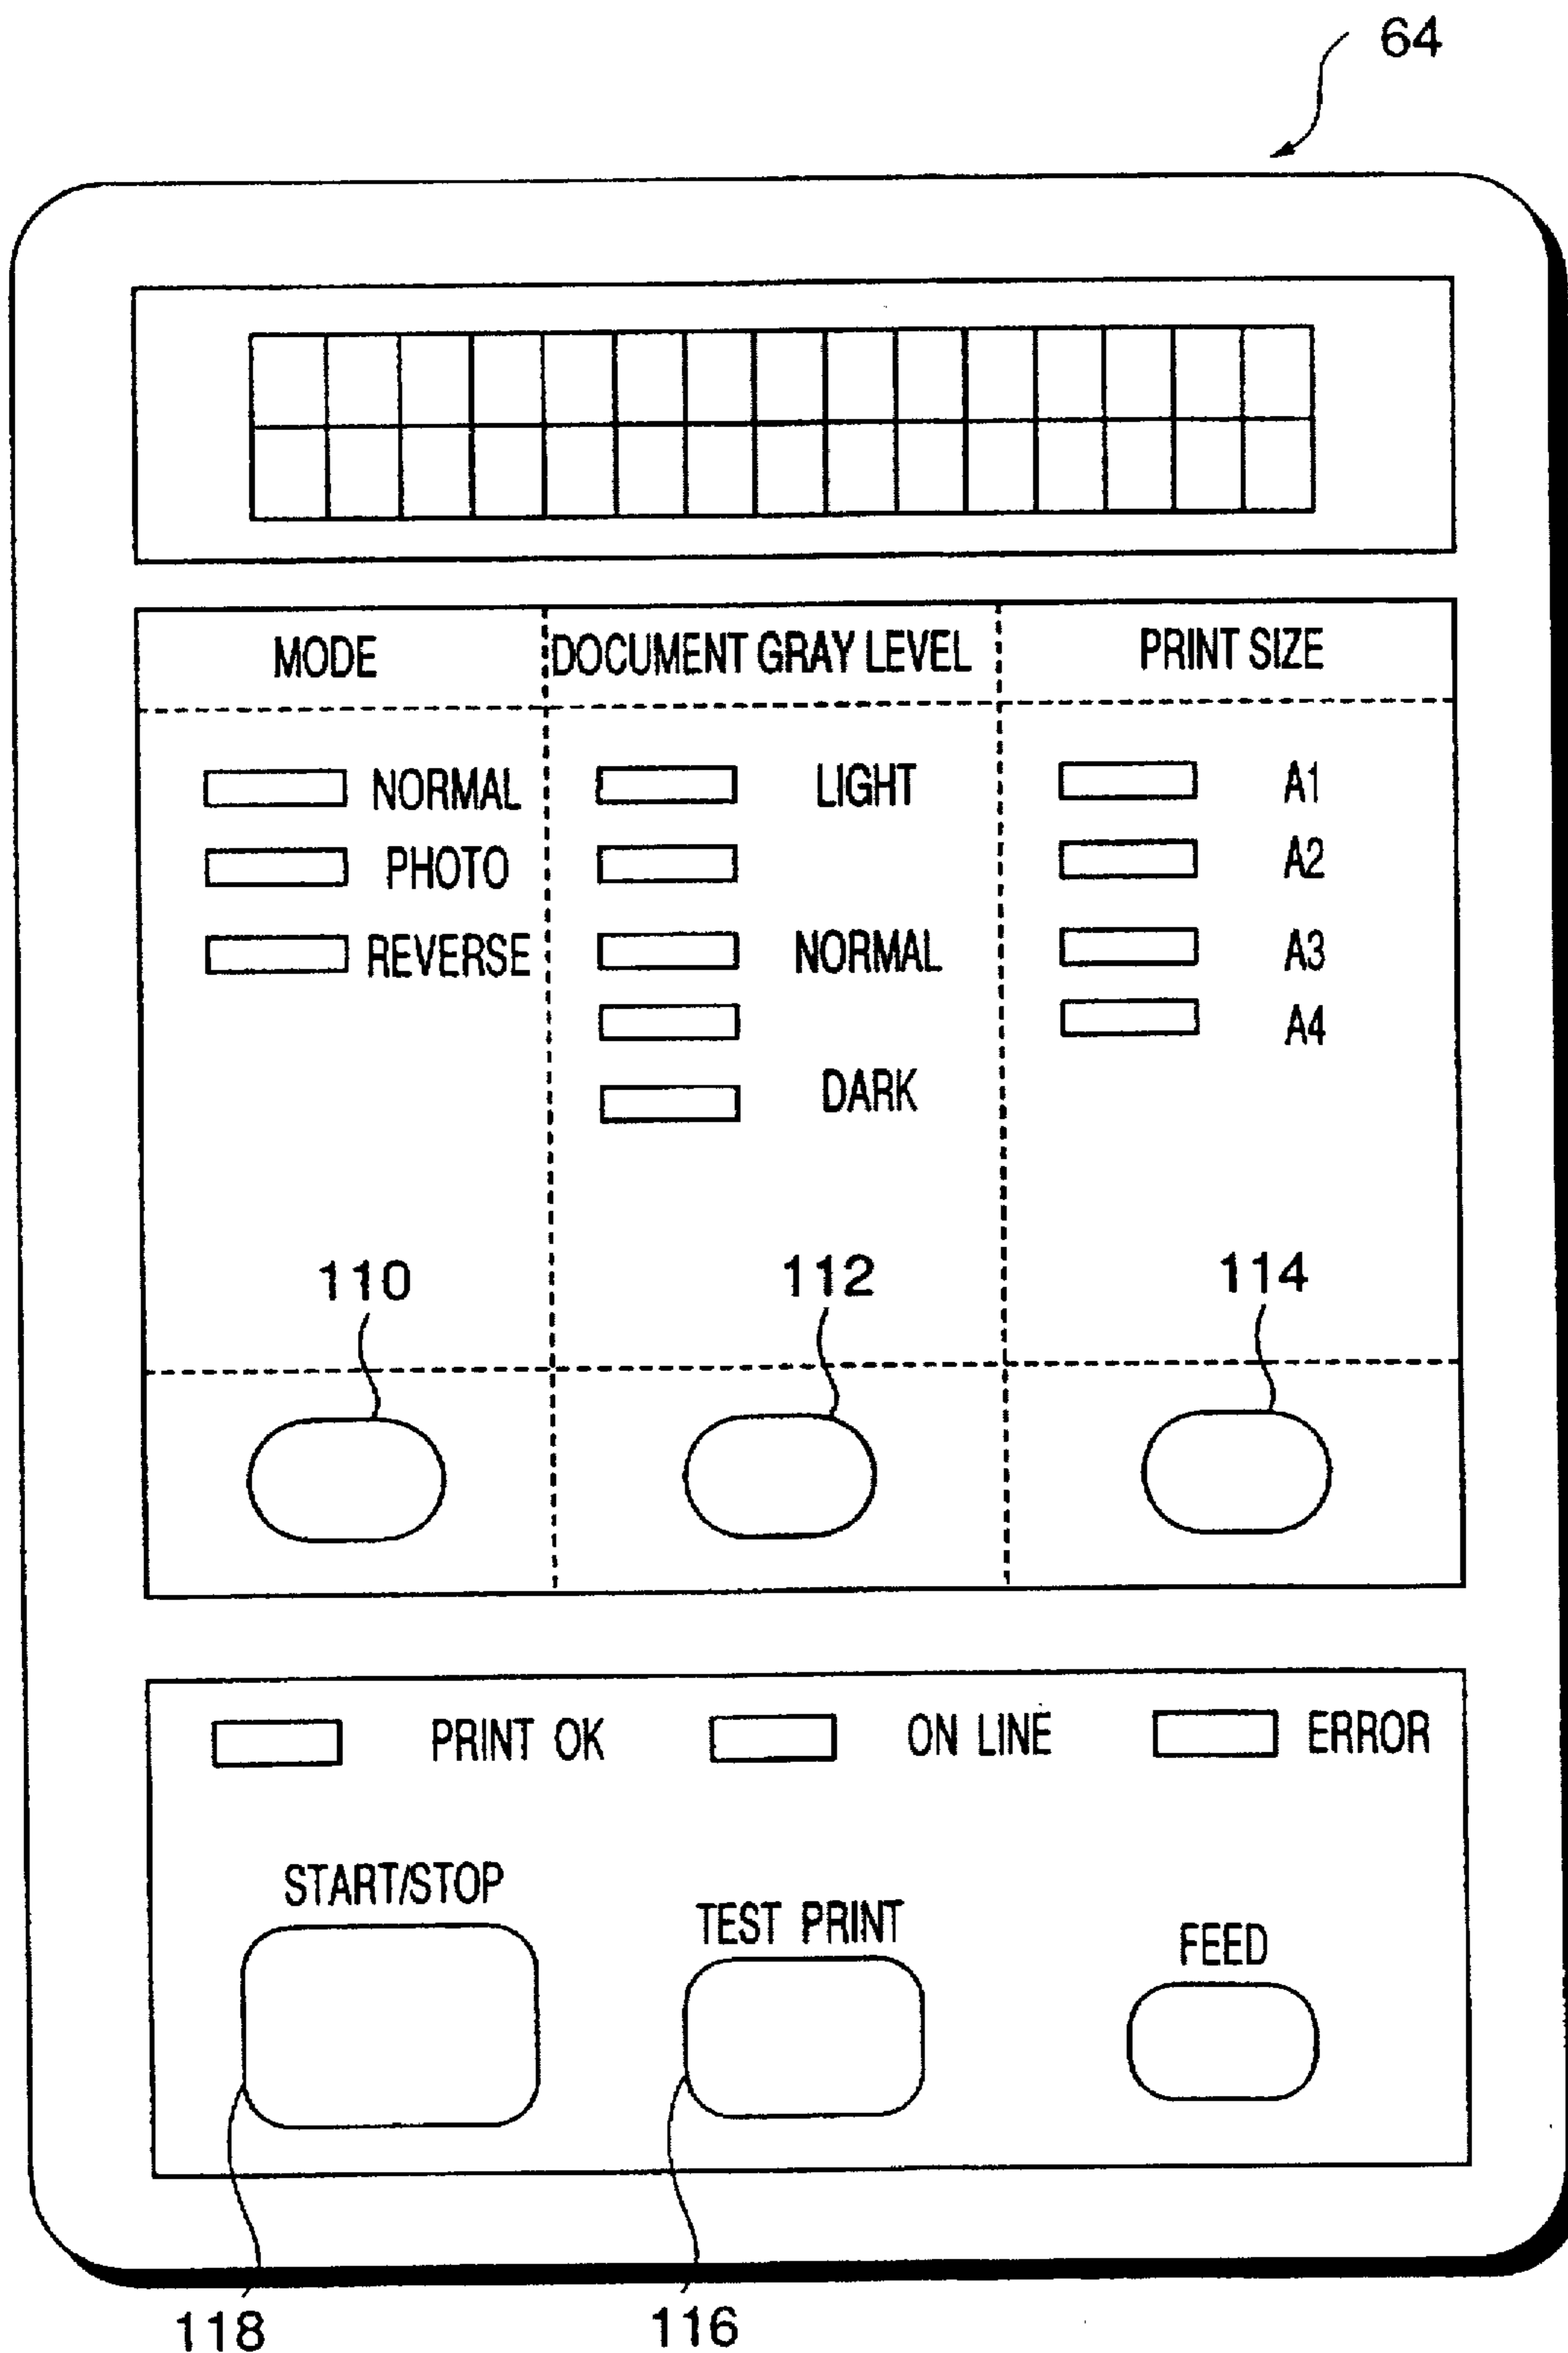 64
MODE DOCUMENT GRAY LEVEL PRINT SIZE
NORMAL LIGHT A1
PHOTO A2
REVERSE NORMAL A3
A4
DARK
110 112 114
PRINT OK ON LINE ERROR
START/STOP
TEST PRINT
FEED
118 116